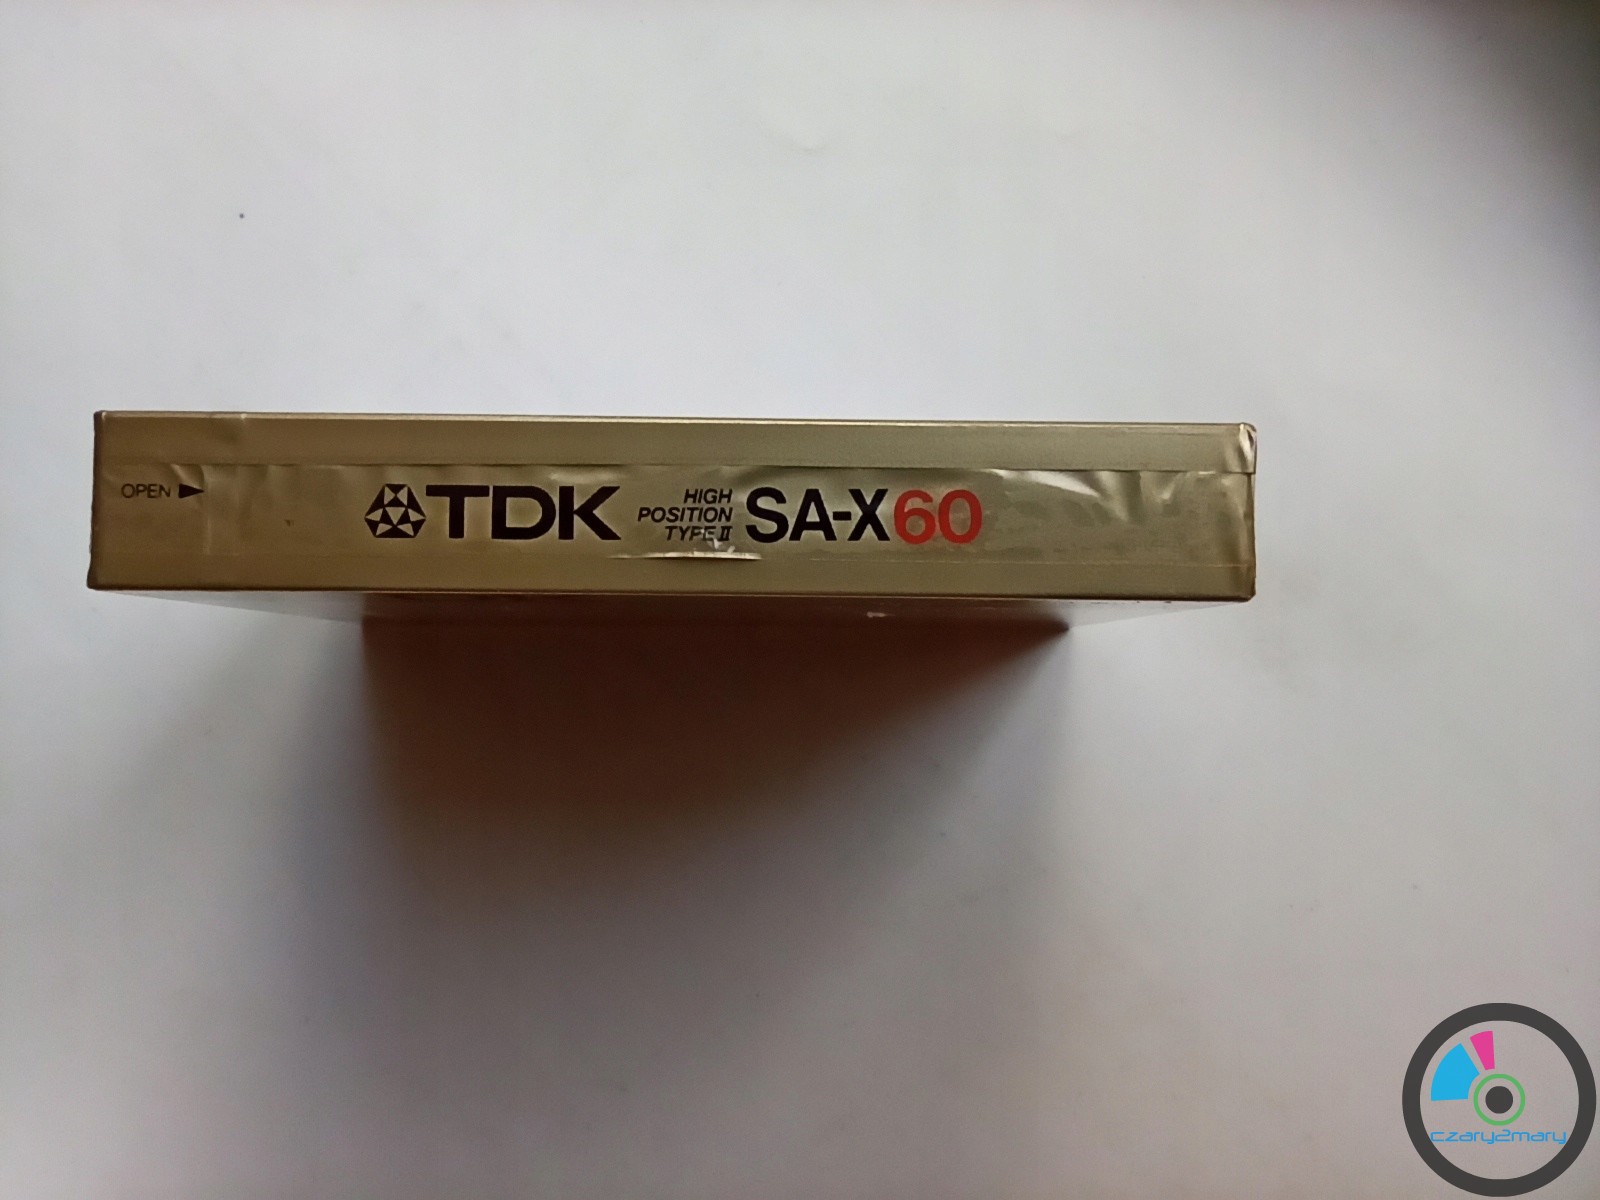 OPEN
TDK
HIGH
POSITION
TYPE II
SA-X60
czary2mary